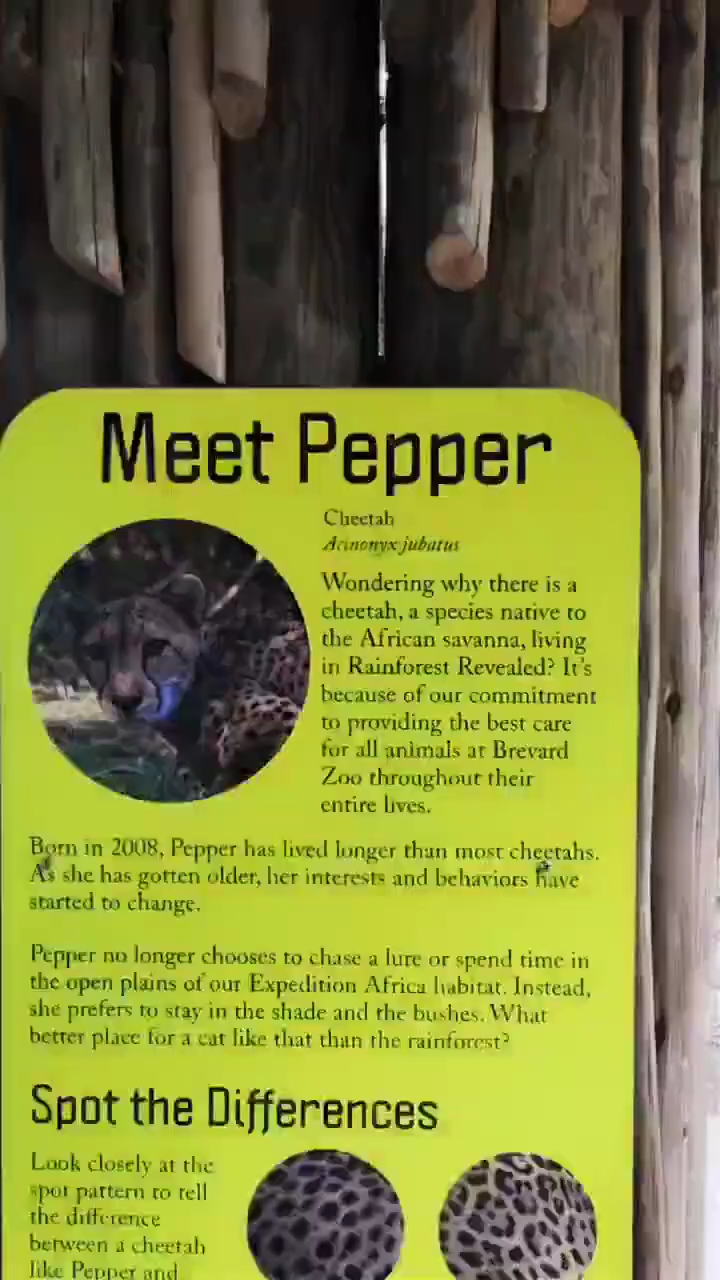 Meet Pepper
Cheetah
Acinonyx jubatus
Wondering why there is a
cheetah, a species native to
the African savanna, living
in Rainforest Revealed? It's
because of our commitment
to providing the best care
for all animals at Brevard
Zoo throughout their
entire lives.
Born in 2008, Pepper has lived longer than most cheetahs.
As she has gotten older, her interests and behaviors have
started to change.
Pepper no longer chooses to chase a lure or spend time in
the open plains of our Expedition Africa habitat. Instead,
she prefers to stay in the shade and the bushes. What
better place for a cat like that than the rainforest?
Spot the Differences
Look closely at the
spot pattern to tell
the difference
between a cheetah
like Pepper and